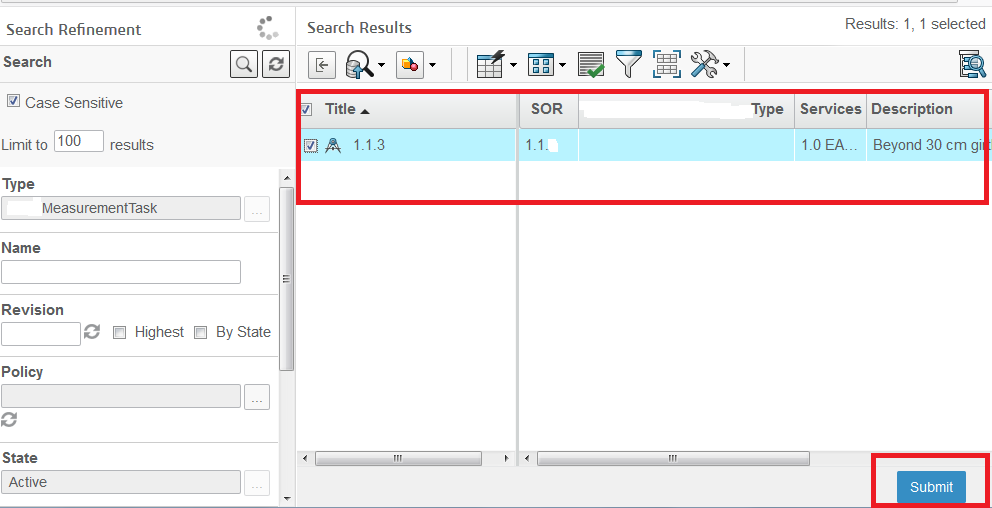 Search Refinement
Search
Case Sensitive
Limit to 100 results
Type
MeasurementTask
...
Name
Revision
Highest
By State
Policy
...
State
Active
...
Search Results
Results: 1, 1 selected
Title SOR Type Services Description
1.1.3 1.1. 1.0 EA... Beyond 30 cm
Submit